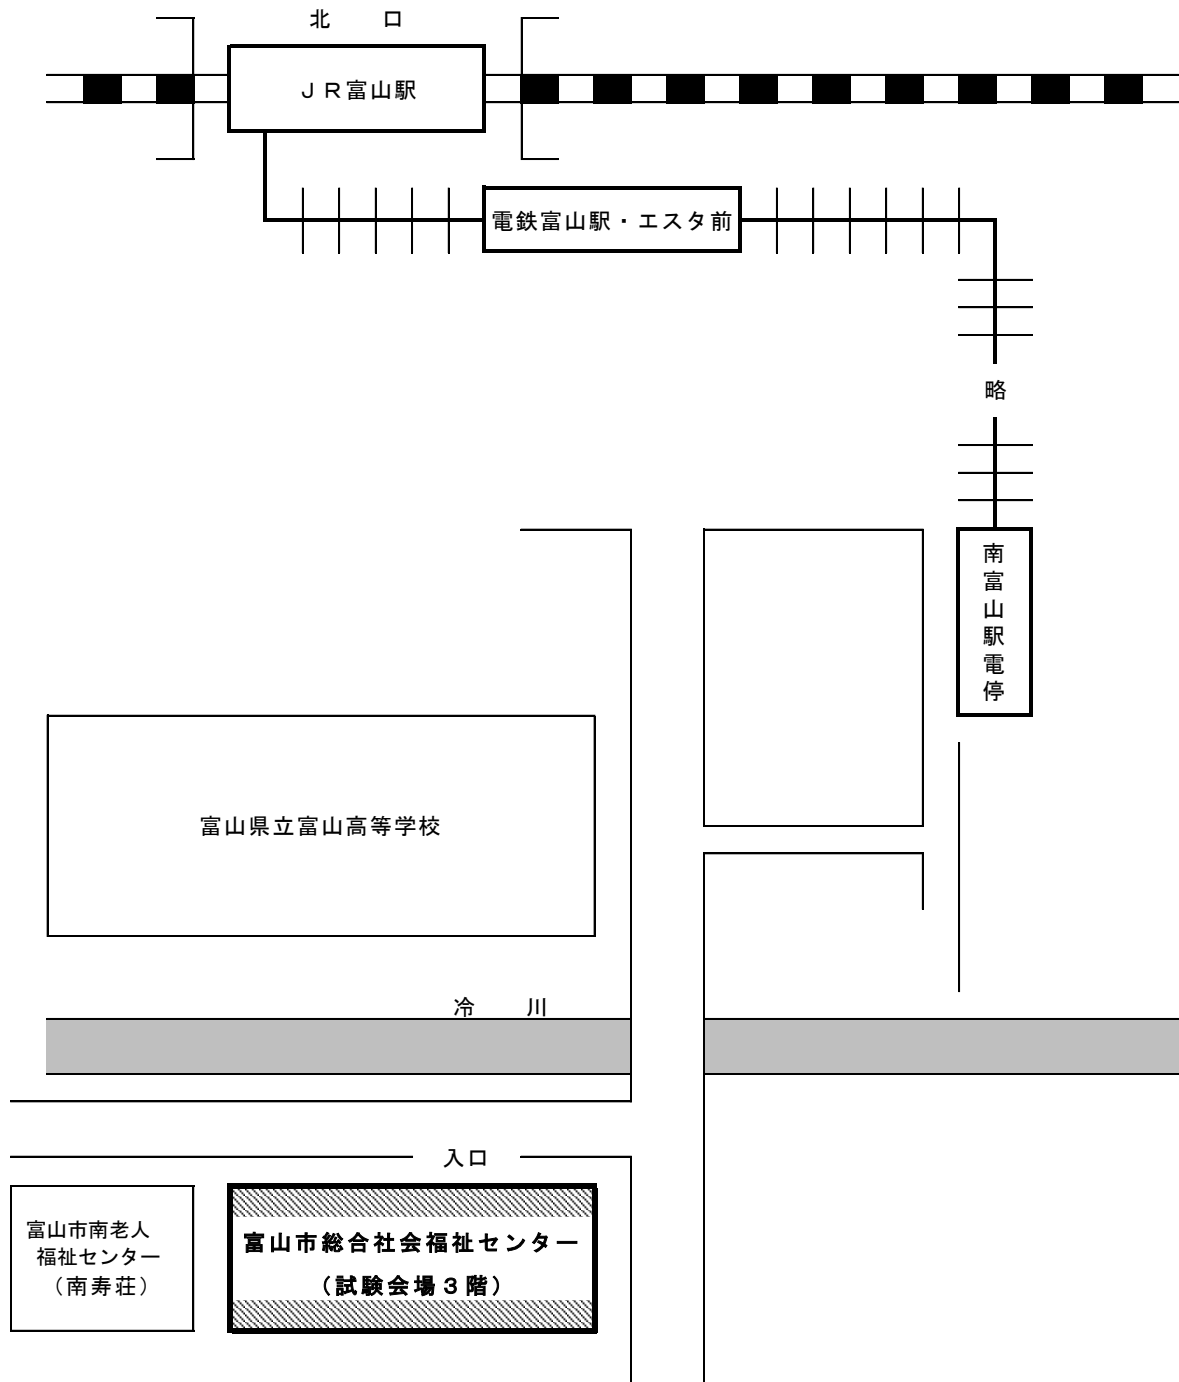 北　口
ＪＲ富山駅
電鉄富山駅・エスタ前
略
南富山駅電停
富山県立富山高等学校
冷　川
入口
富山市南老人
福祉センター
（南寿荘）
富山市総合社会福祉センター
（試験会場３階）